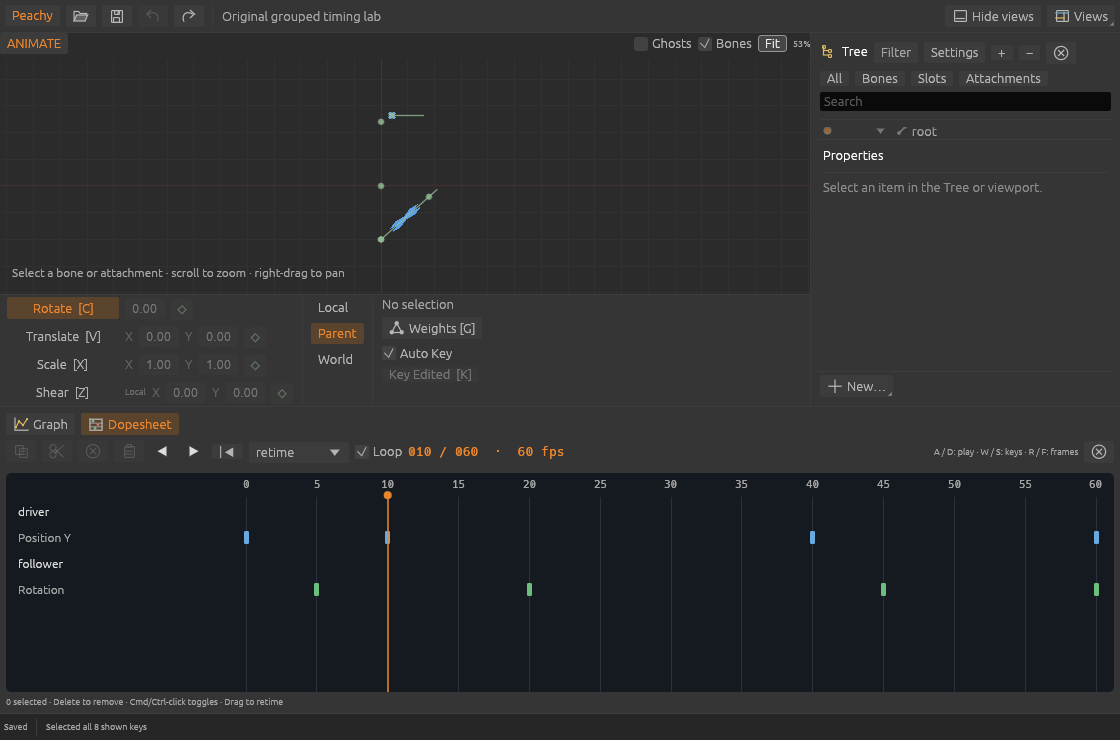 Peachy
Original grouped timing lab
Hide views
Views
ANIMATE
Ghosts
Bones
Fit
53%
Select a bone or attachment · scroll to zoom · right-drag to pan
Tree
Filter
Settings
+
−
All
Bones
Slots
Attachments
Search
root
Properties
Select an item in the Tree or viewport.
New…
Rotate [C]
0.00
Translate [V]
X 0.00 Y 0.00
Scale [X]
X 1.00 Y 1.00
Shear [Z]
Local X 0.00 Y 0.00
Local
Parent
World
No selection
Weights [G]
Auto Key
Key Edited [K]
Graph
Dopesheet
retime
Loop
010 / 060 · 60 fps
A / D: play · W / S: keys · R / F: frames
0 5 10 15 20 25 30 35 40 45 50 55 60
driver
Position Y
follower
Rotation
0 selected · Delete to remove · Cmd/Ctrl-click toggles · Drag to retime
Saved
Selected all 8 shown keys